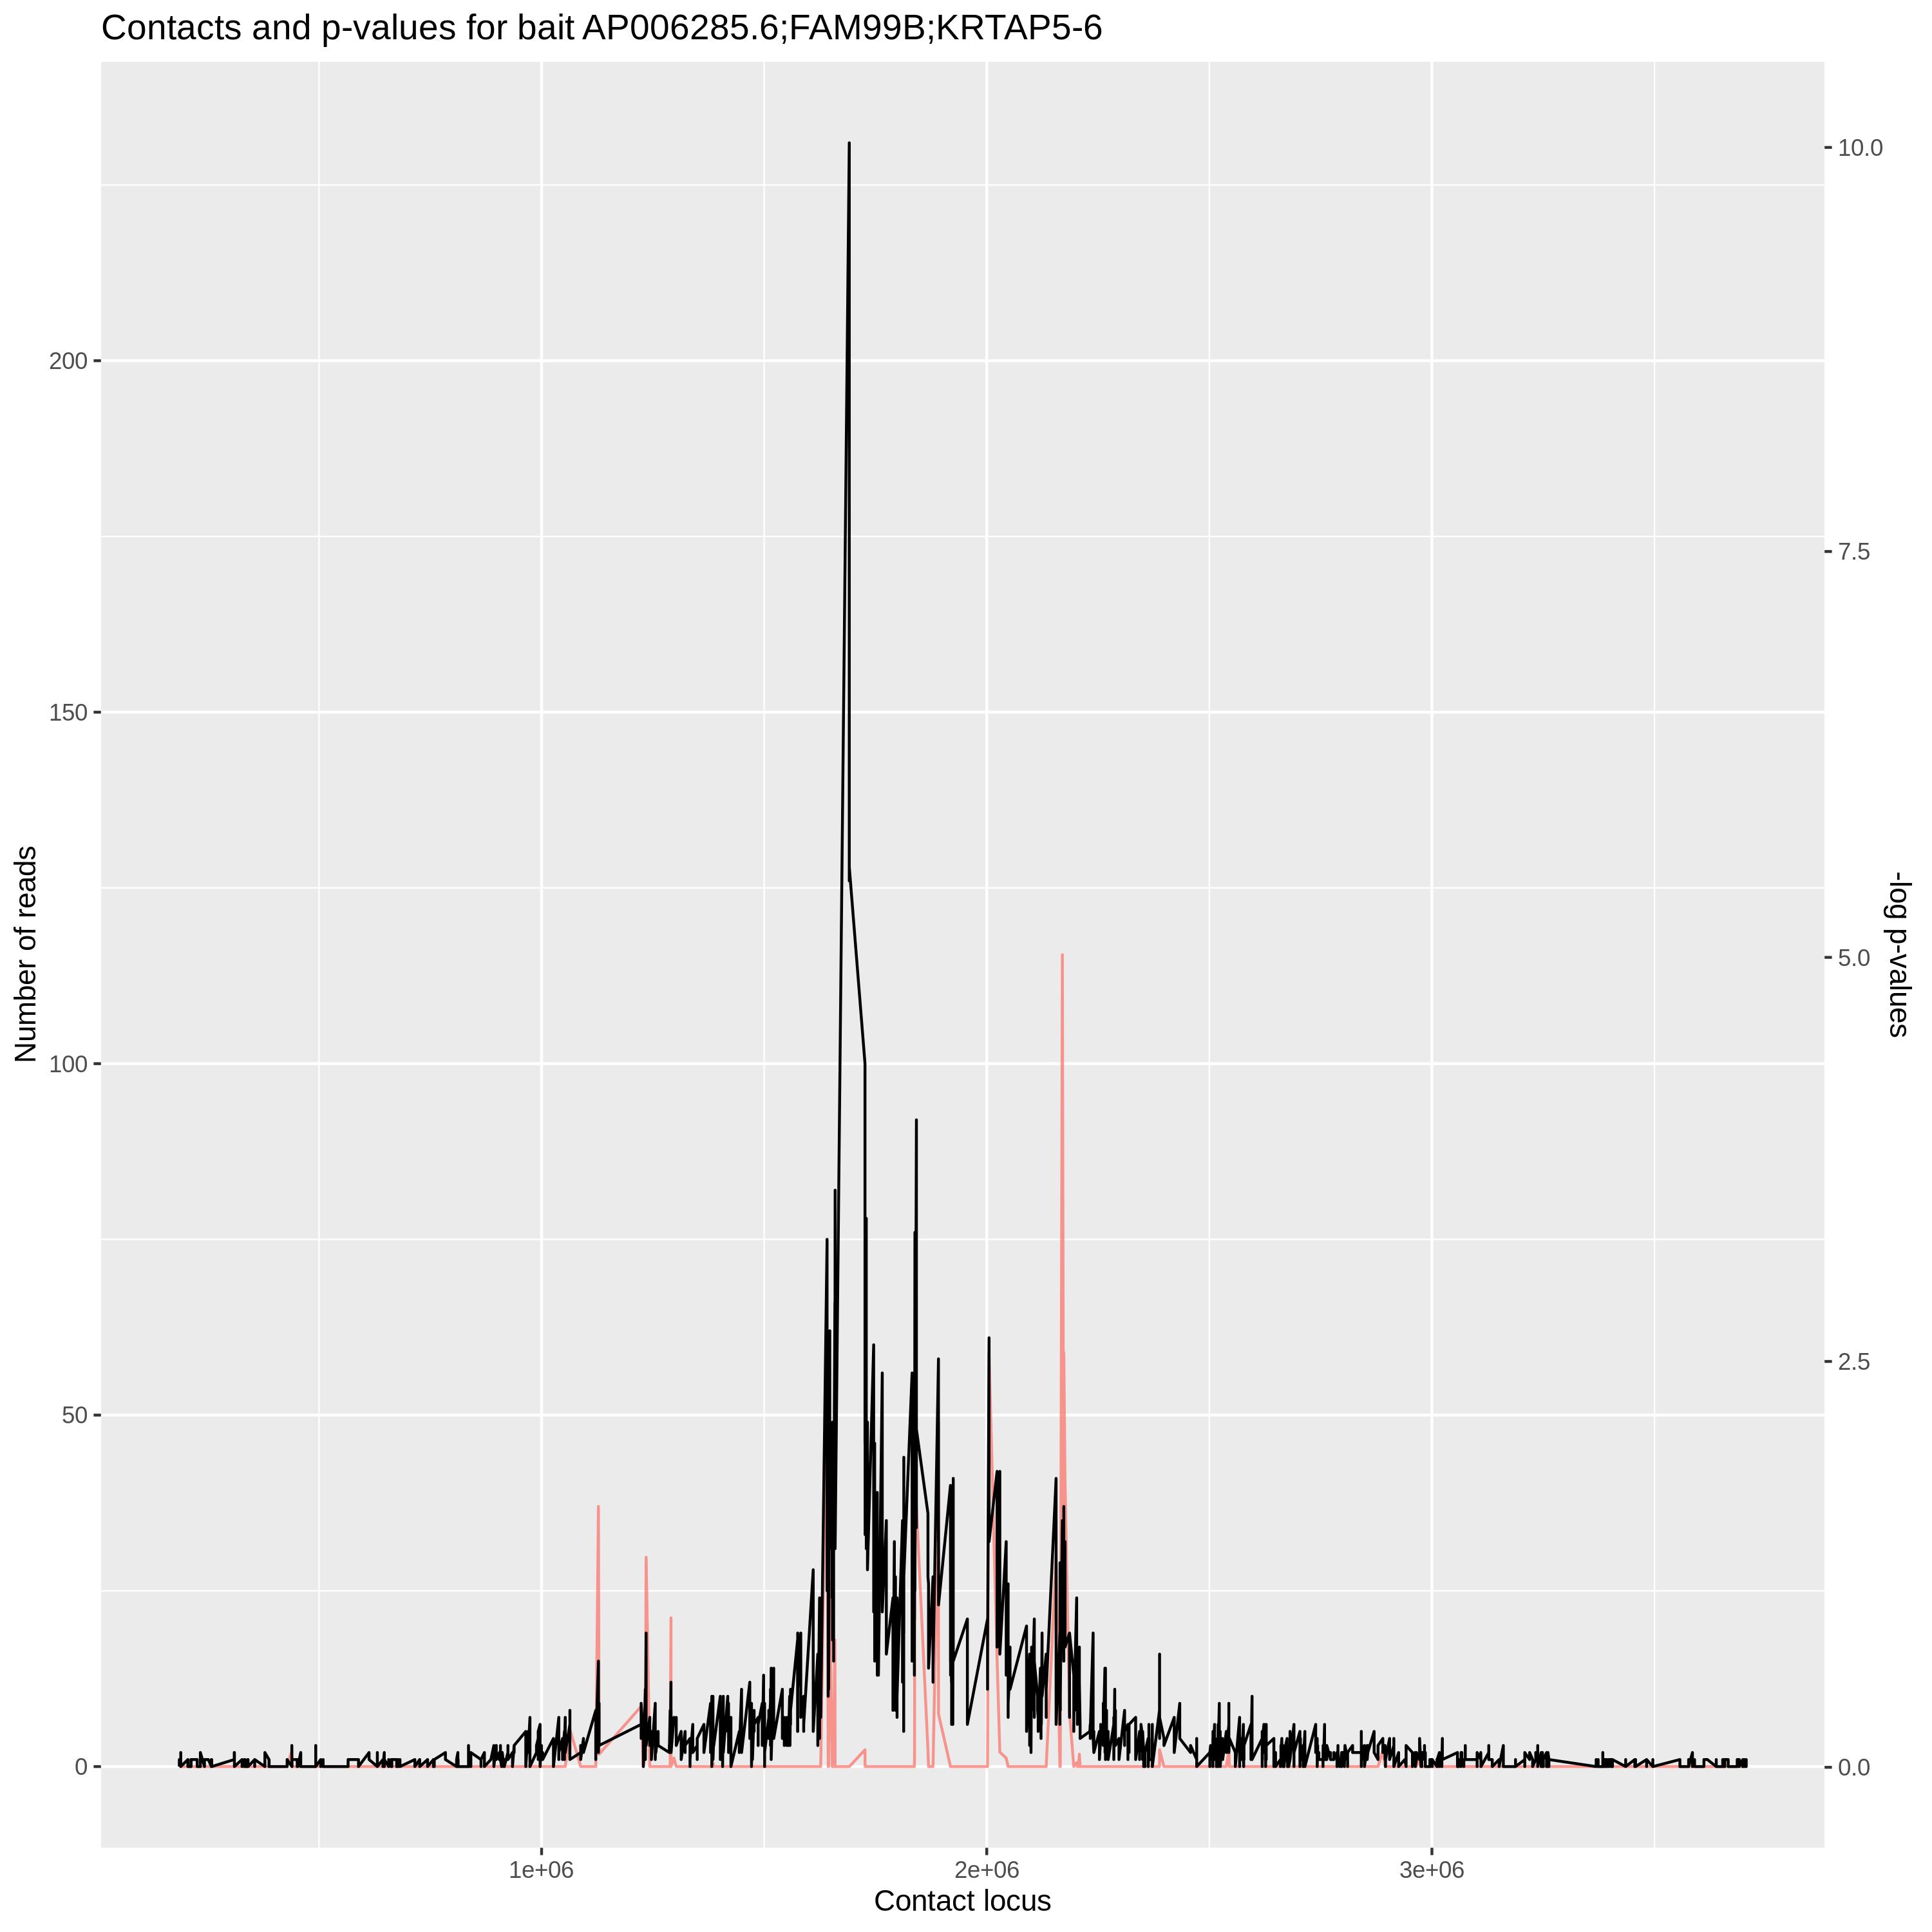 Contacts and p-values for bait AP006285.6;FAM99B;KRTAP5-6
Number of reads
200
150
100
50
0
10.0
7.5
5.0
2.5
0.0
-log p-values
1e+06
2e+06
3e+06
Contact locus